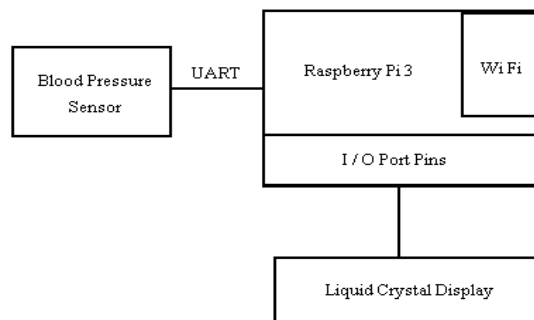 Blood Pressure
Sensor
UART
Raspberry Pi 3
Wi Fi
I / O Port Pins
Liquid Crystal Display